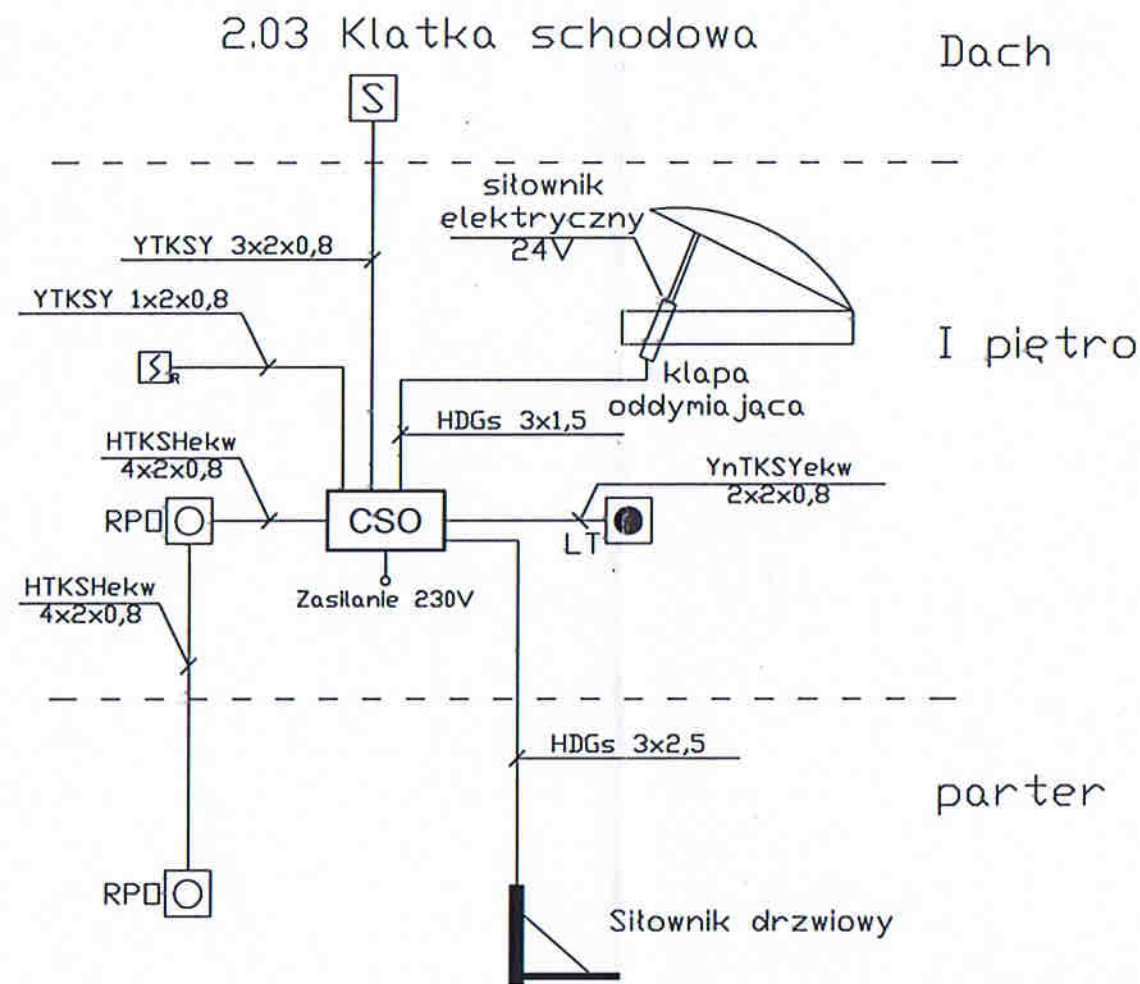 2.03 Klatka schodowa
Dach
S
siłownik
elektryczny
24V
YTKSY 3x2x0,8
YTKSY 1x2x0,8
I piętro
R
klapa
oddymiająca
HDGs 3x1,5
HTKSHekw
4x2x0,8
YnTKSYekw
2x2x0,8
RPO
CSO
LT
Zasilanie 230V
HTKSHekw
4x2x0,8
HDGs 3x2,5
parter
RPO
Siłownik drzwiowy